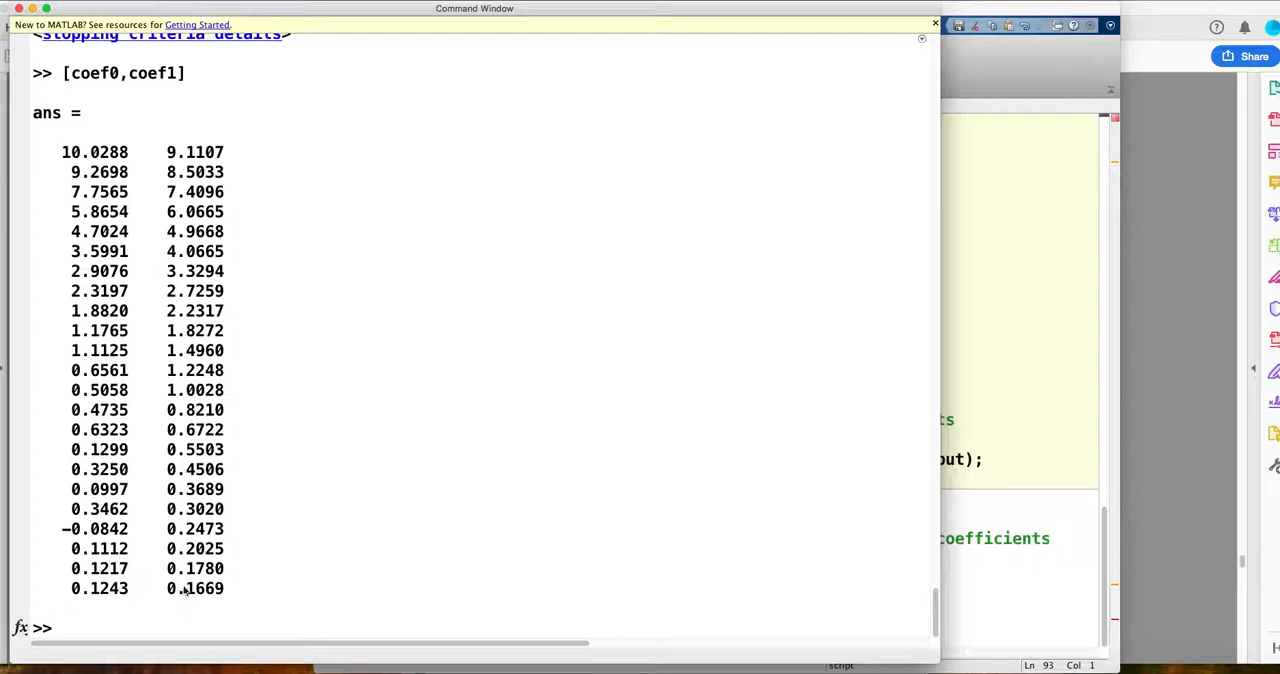 Command Window
New to MATLAB? See resources for Getting Started.
<stopping criteria details>
>> [coef0,coef1]
ans =
10.0288 9.1107
9.2698 8.5033
7.7565 7.4096
5.8654 6.0665
4.7024 4.9668
3.5991 4.0665
2.9076 3.3294
2.3197 2.7259
1.8820 2.2317
1.1765 1.8272
1.1125 1.4960
0.6561 1.2248
0.5058 1.0028
0.4735 0.8210
0.6323 0.6722
0.1299 0.5503
0.3250 0.4506
0.0997 0.3689
0.3462 0.3020
-0.0842 0.2473
0.1112 0.2025
0.1217 0.1780
0.1243 0.1669
fx >>
Share
ts
out);
coefficients
script
Ln 93 Col 1